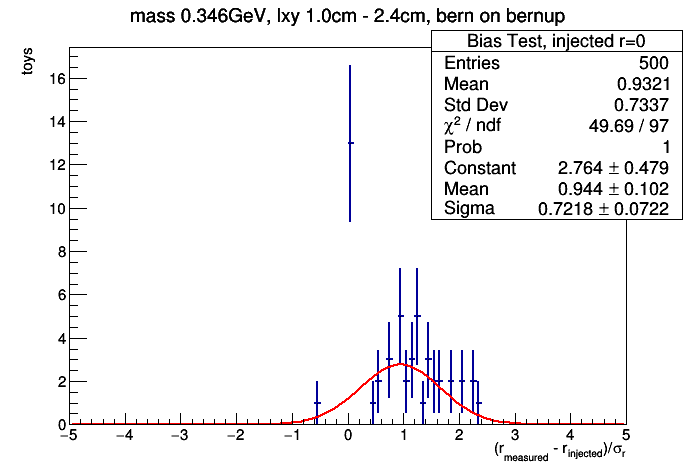 mass 0.346GeV, lxy 1.0cm - 2.4cm, bern on bernup
Bias Test, injected r=0
Entries 500
Mean 0.9321
Std Dev 0.7337
χ² / ndf 49.69 / 97
Prob 1
Constant 2.764 ± 0.479
Mean 0.944 ± 0.102
Sigma 0.7218 ± 0.0722
toys
16
14
12
10
8
6
4
2
0
−5 −4 −3 −2 −1 0 1 2 3 4 5
(r_measured - r_injected)/σ_r